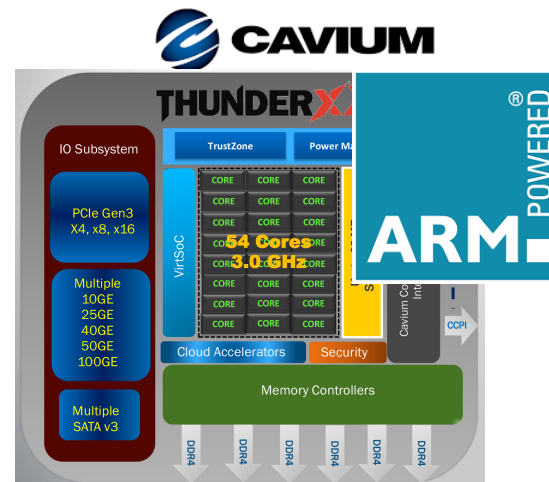 CAVIUM
THUNDERX
IO Subsystem
TrustZone
Power Ma
® POWERED
ARM
PCIe Gen3
X4, x8, x16
VirtSoC
CORE CORE CORE
CORE CORE CORE
CORE CORE CORE
CORE CORE CORE
CORE CORE CORE
CORE CORE CORE
CORE CORE CORE
CORE CORE CORE
54 Cores
3.0 GHz
Multiple
10GE
25GE
40GE
50GE
100GE
Cavium Co
CCPI
Cloud Accelerators
Security
Memory Controllers
Multiple
SATA v3
DDR4
DDR4
DDR4
DDR4
DDR4
DDR4